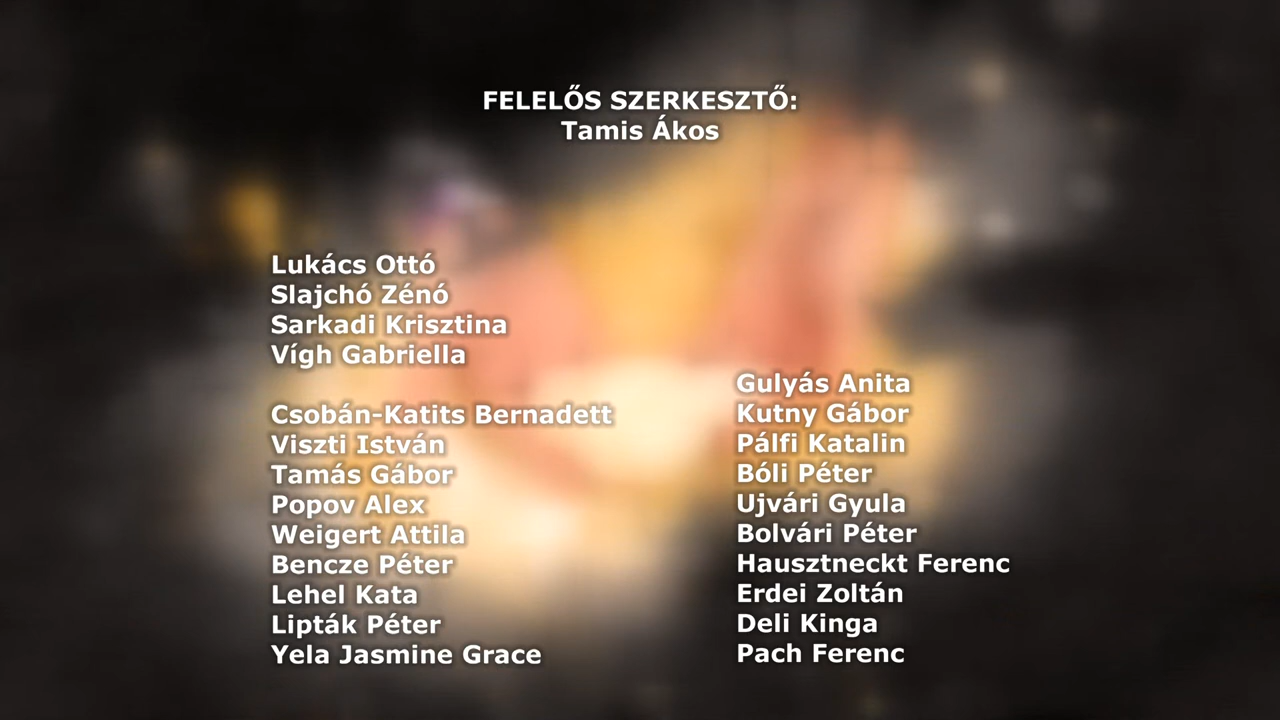 FELELŐS SZERKESZTŐ:
Tamis Ákos
Lukács Ottó
Slajchó Zénó
Sarkadi Krisztina
Vígh Gabriella
Csobán-Katits Bernadett
Viszti István
Tamás Gábor
Popov Alex
Weigert Attila
Bencze Péter
Lehel Kata
Lipták Péter
Yela Jasmine Grace
Gulyás Anita
Kutny Gábor
Pálfi Katalin
Bóli Péter
Ujvári Gyula
Bolvári Péter
Hausztneckt Ferenc
Erdei Zoltán
Deli Kinga
Pach Ferenc